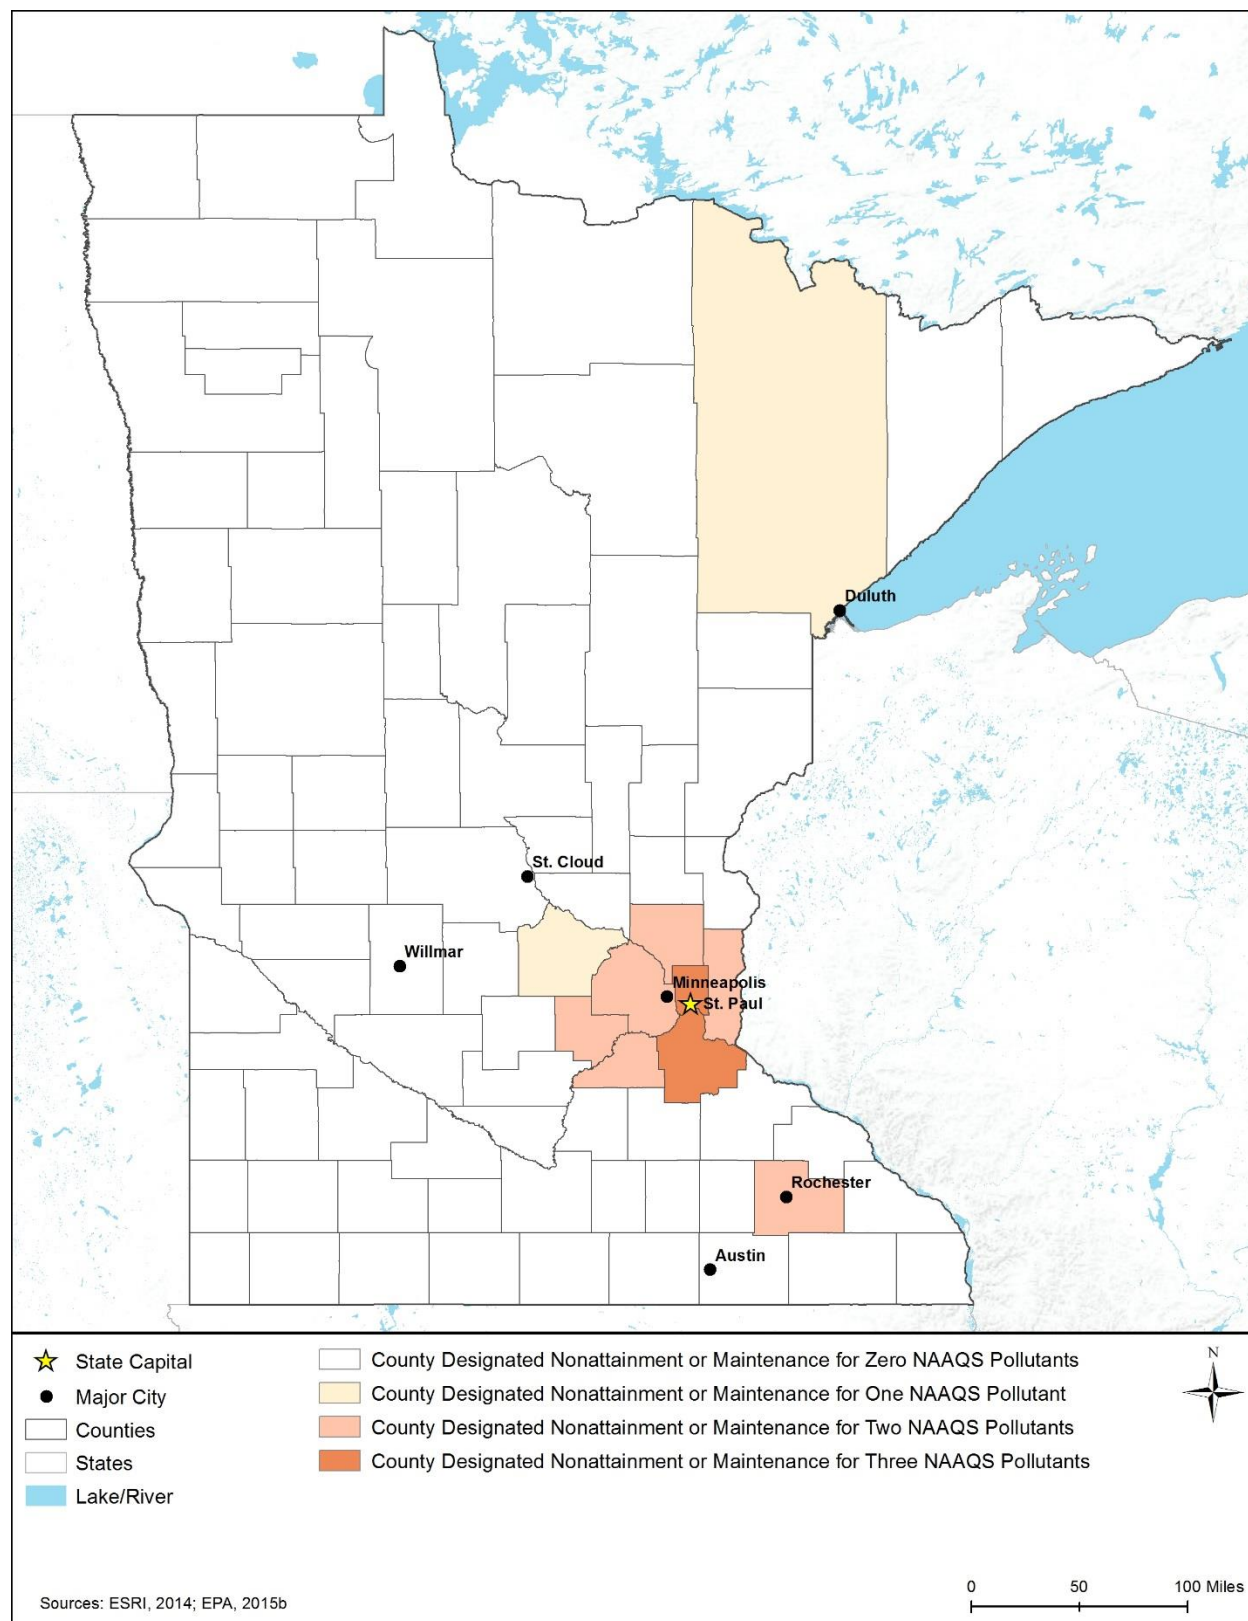 Duluth
St. Cloud
Willmar
Minneapolis
St. Paul
Rochester
Austin
State Capital
Major City
Counties
States
Lake/River
County Designated Nonattainment or Maintenance for Zero NAAQS Pollutants
County Designated Nonattainment or Maintenance for One NAAQS Pollutant
County Designated Nonattainment or Maintenance for Two NAAQS Pollutants
County Designated Nonattainment or Maintenance for Three NAAQS Pollutants
N
Sources: ESRI, 2014; EPA, 2015b
0 50 100 Miles